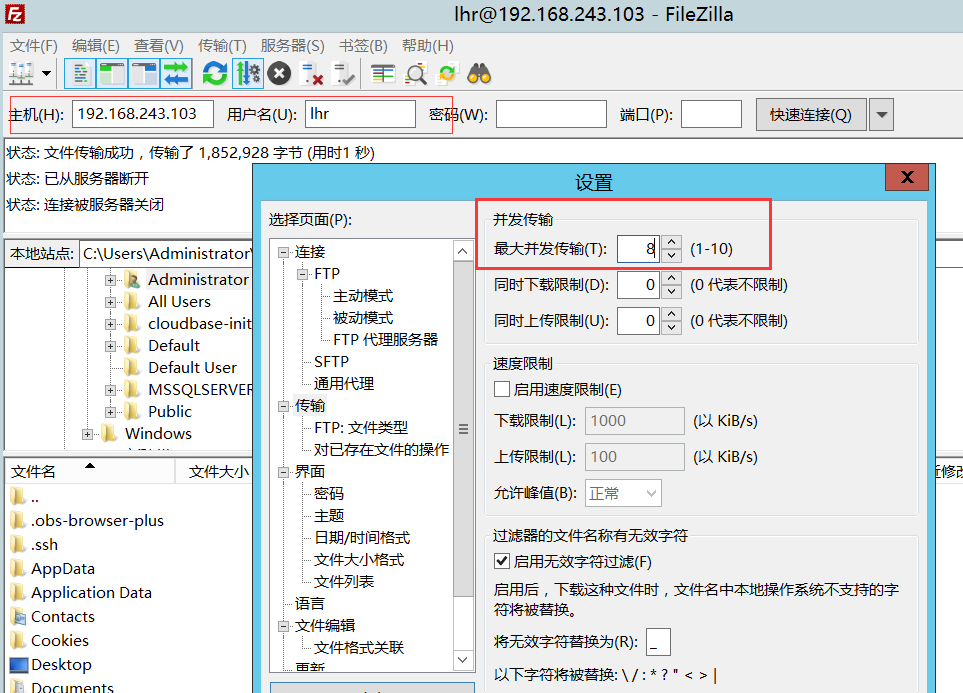 lhr@192.168.243.103 - FileZilla
文件(F) 编辑(E) 查看(V) 传输(T) 服务器(S) 书签(B) 帮助(H)
主机(H): 192.168.243.103 用户名(U): lhr 密码(W): 端口(P): 快速连接(Q)
状态: 文件传输成功，传输了 1,852,928 字节 (用时1 秒)
状态: 已从服务器断开
状态: 连接被服务器关闭
本地站点: C:\Users\Administrator\
Administrator
All Users
cloudbase-init
Default
Default User
MSSQLSERVER
Public
Windows
文件名 文件大小
..
.obs-browser-plus
.ssh
AppData
Application Data
Contacts
Cookies
Desktop
Documents
设置
X
选择页面(P):
连接
FTP
主动模式
被动模式
FTP 代理服务器
SFTP
通用代理
传输
FTP: 文件类型
对已存在文件的操作
界面
密码
主题
日期/时间格式
文件大小格式
文件列表
语言
文件编辑
文件格式关联
更新
并发传输
最大并发传输(T): 8 (1-10)
同时下载限制(D): 0 (0 代表不限制)
同时上传限制(U): 0 (0 代表不限制)
速度限制
启用速度限制(E)
下载限制(L): 1000 (以 KiB/s)
上传限制(L): 100 (以 KiB/s)
允许峰值(B): 正常
过滤器的文件名称有无效字符
启用无效字符过滤(F)
启用后，下载这种文件时，文件名中本地操作系统不支持的字
符将被替换。
将无效字符替换为(R): _
以下字符将被替换: \ / : * ? " < > |
近修改